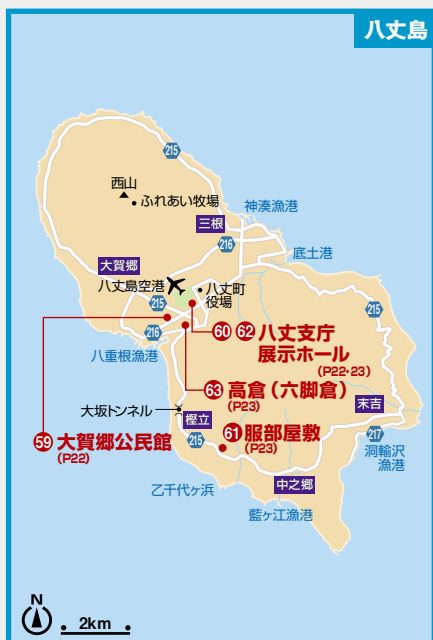 八丈島
215
西山
ふれあい牧場
神湊漁港
三根
216
底土港
大賀郷
八丈島空港
八丈町
役場
215
215
216
60 62 八丈支庁
展示ホール
(P22・23)
八重根漁港
63 高倉(六脚倉)
(P23)
大坂トンネル
樫立
末吉
59 大賀郷公民館
(P22)
215
61 服部屋敷
(P23)
217
洞輪沢
漁港
中之郷
乙千代ヶ浜
藍ヶ江漁港
N
2km